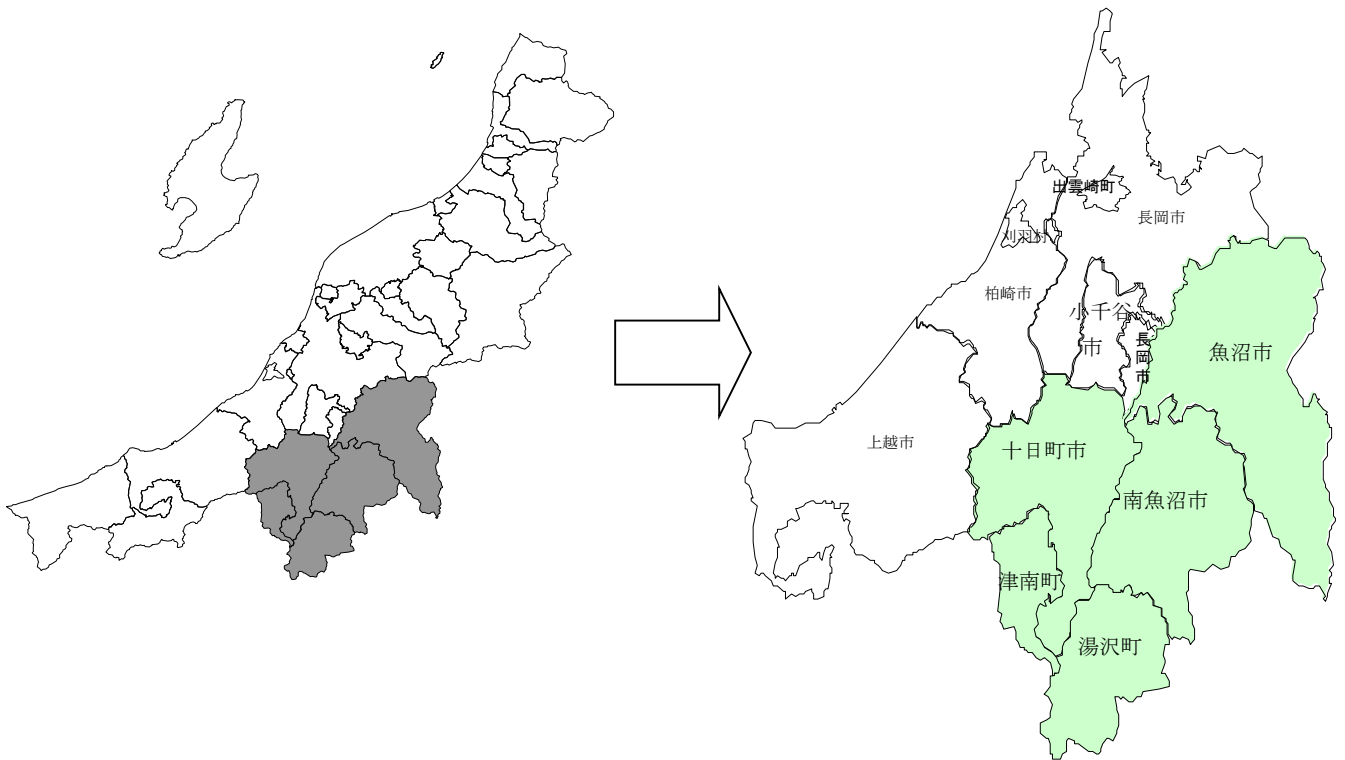 出雲崎町
長岡市
刈羽村
柏崎市
小千谷
市
長
岡
市
魚沼市
上越市
十日町市
南魚沼市
津南町
湯沢町